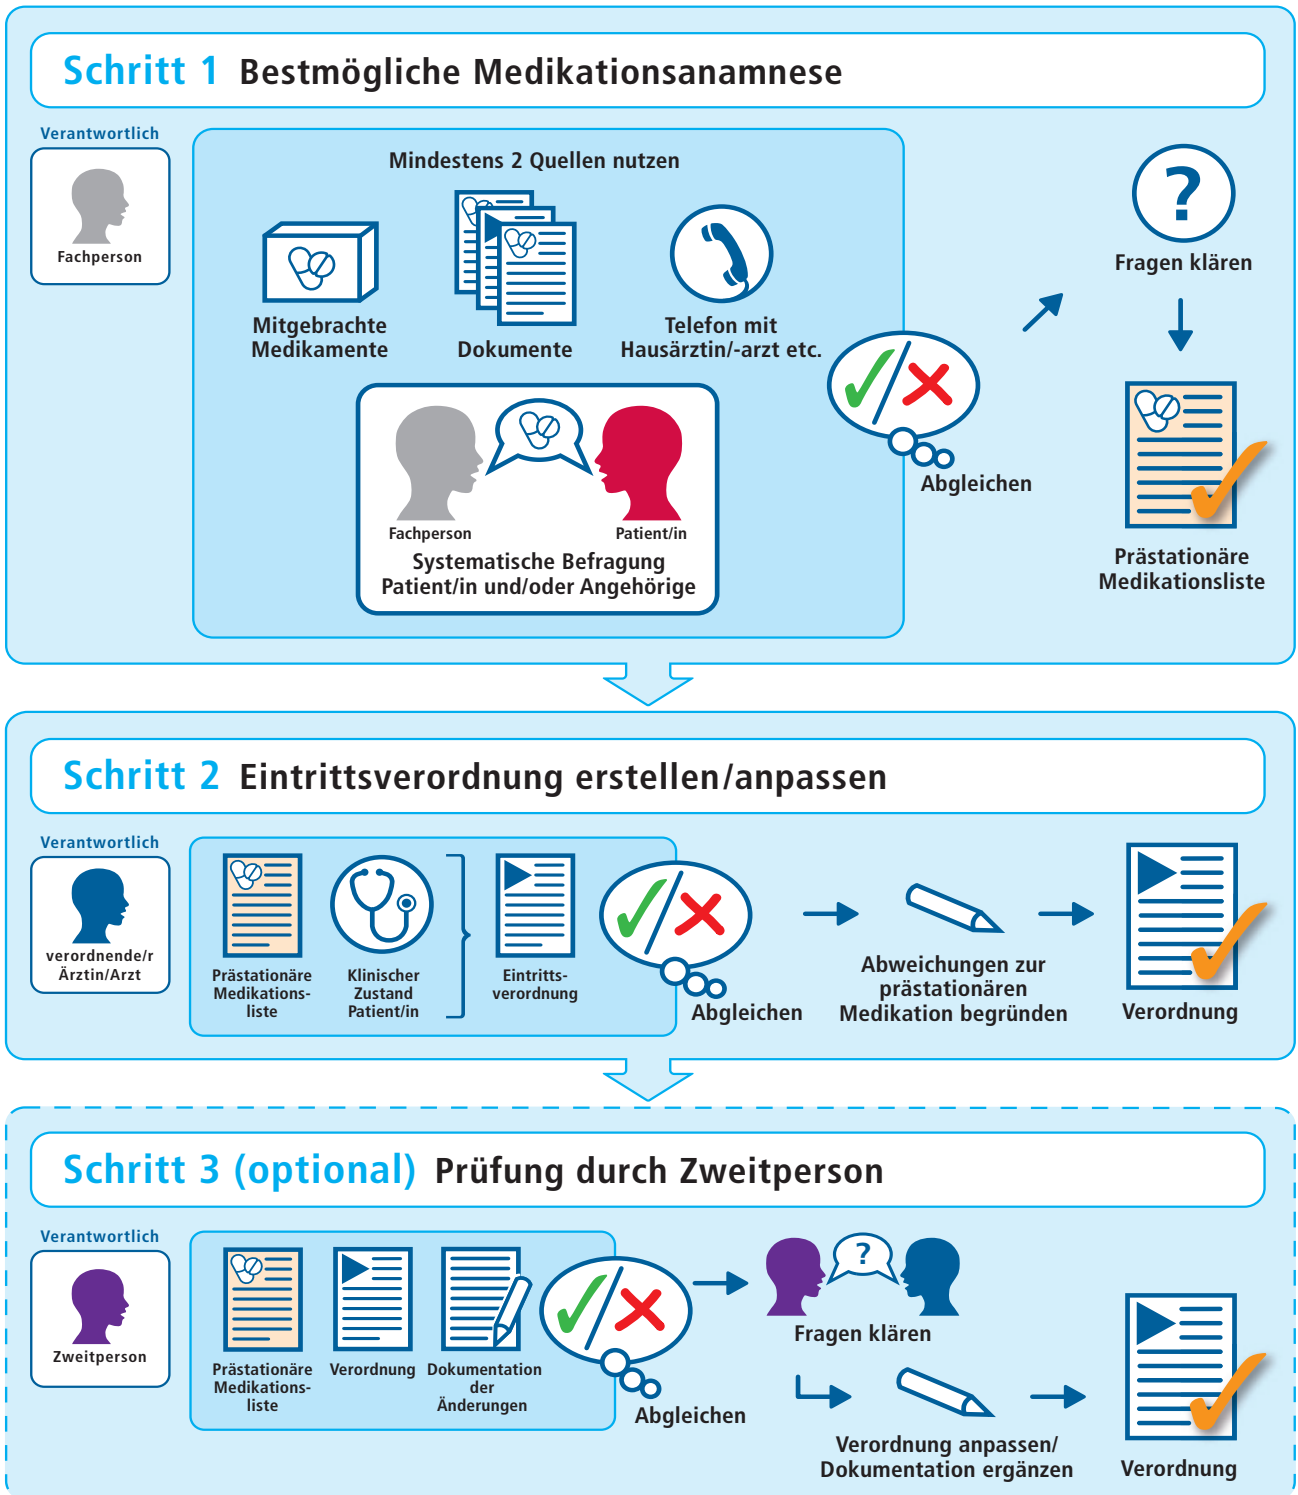 Schritt 1 Bestmögliche Medikationsanamnese
Verantwortlich
Fachperson
Mindestens 2 Quellen nutzen
Mitgebrachte
Medikamente
Dokumente
Telefon mit
Hausärztin/-arzt etc.
Fachperson
Patient/in
Systematische Befragung
Patient/in und/oder Angehörige
Abgleichen
?
Fragen klären
Prästationäre
Medikationsliste
Schritt 2 Eintrittsverordnung erstellen/anpassen
Verantwortlich
verordnende/r
Ärztin/Arzt
Prästationäre
Medikations-
liste
Klinischer
Zustand
Patient/in
Eintritts-
verordnung
Abgleichen
Abweichungen zur
prästationären
Medikation begründen
Verordnung
Schritt 3 (optional) Prüfung durch Zweitperson
Verantwortlich
Zweitperson
Prästationäre
Medikations-
liste
Verordnung
Dokumentation
der
Änderungen
Abgleichen
?
Fragen klären
Verordnung anpassen/
Dokumentation ergänzen
Verordnung